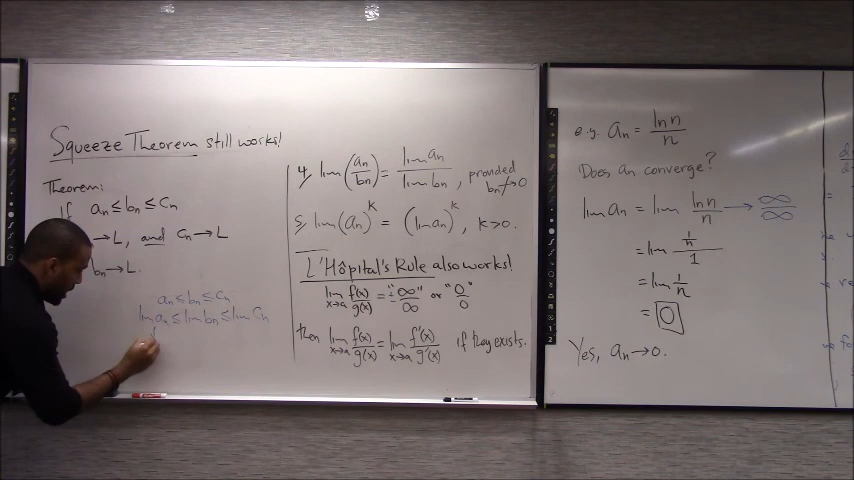 Squeeze Theorem still works!
Theorem:
If aₙ ≤ bₙ ≤ cₙ
→ L, and cₙ → L
bₙ → L.
aₙ ≤ bₙ ≤ cₙ
lim aₙ ≤ lim bₙ ≤ lim cₙ
4, lim (aₙ/bₙ) = lim aₙ / lim bₙ , provided bₙ ↛ 0
5, lim (aₙ)^k = (lim aₙ)^k , k > 0.
L'Hôpital's Rule also works!
lim x→a f(x)/g(x) = "±∞/∞" or "0/0"
then lim x→a f(x)/g(x) = lim x→a f'(x)/g'(x) if they exists.
e.g. aₙ = ln n / n
Does aₙ converge?
lim aₙ = lim ln n / n → ∞/∞
= lim (1/n) / 1
= lim 1/n
= 0
Yes, aₙ → 0.